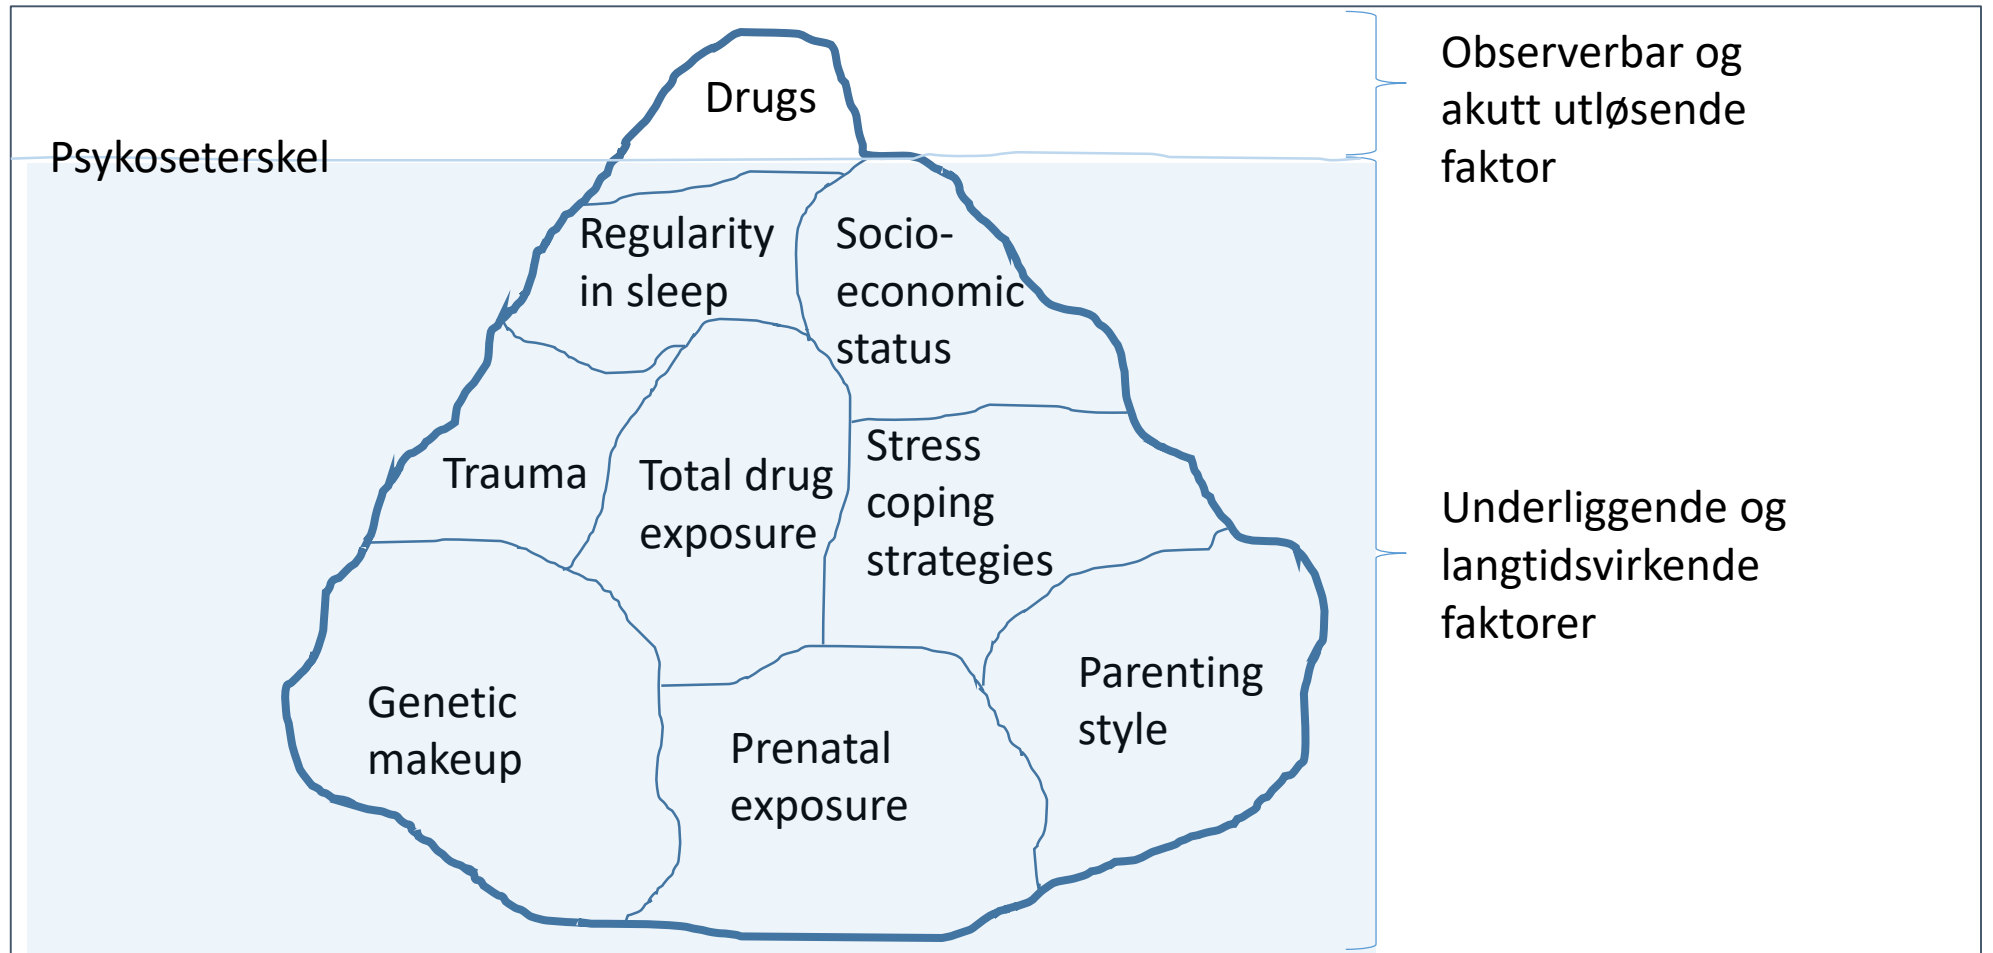 Drugs
Observerbar og
akutt utløsende
faktor
Psykoseterskel
Regularity
in sleep
Socio-
economic
status
Trauma
Total drug
exposure
Stress
coping
strategies
Underliggende og
langtidsvirkende
faktorer
Genetic
makeup
Prenatal
exposure
Parenting
style